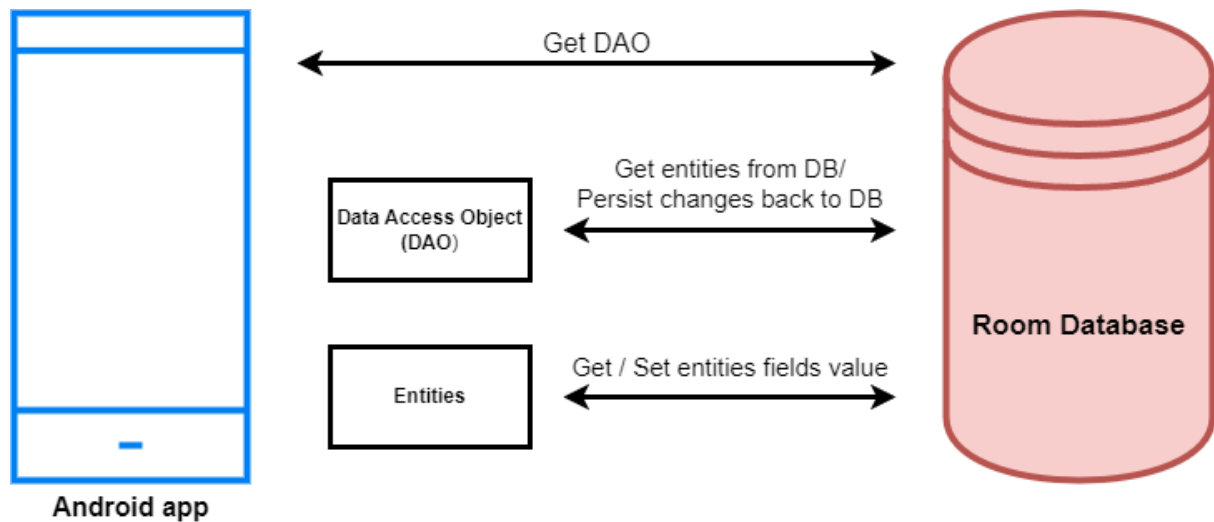 Get DAO
Get entities from DB/
Persist changes back to DB
Data Access Object
(DAO)
Room Database
Get / Set entities fields value
Entities
Android app